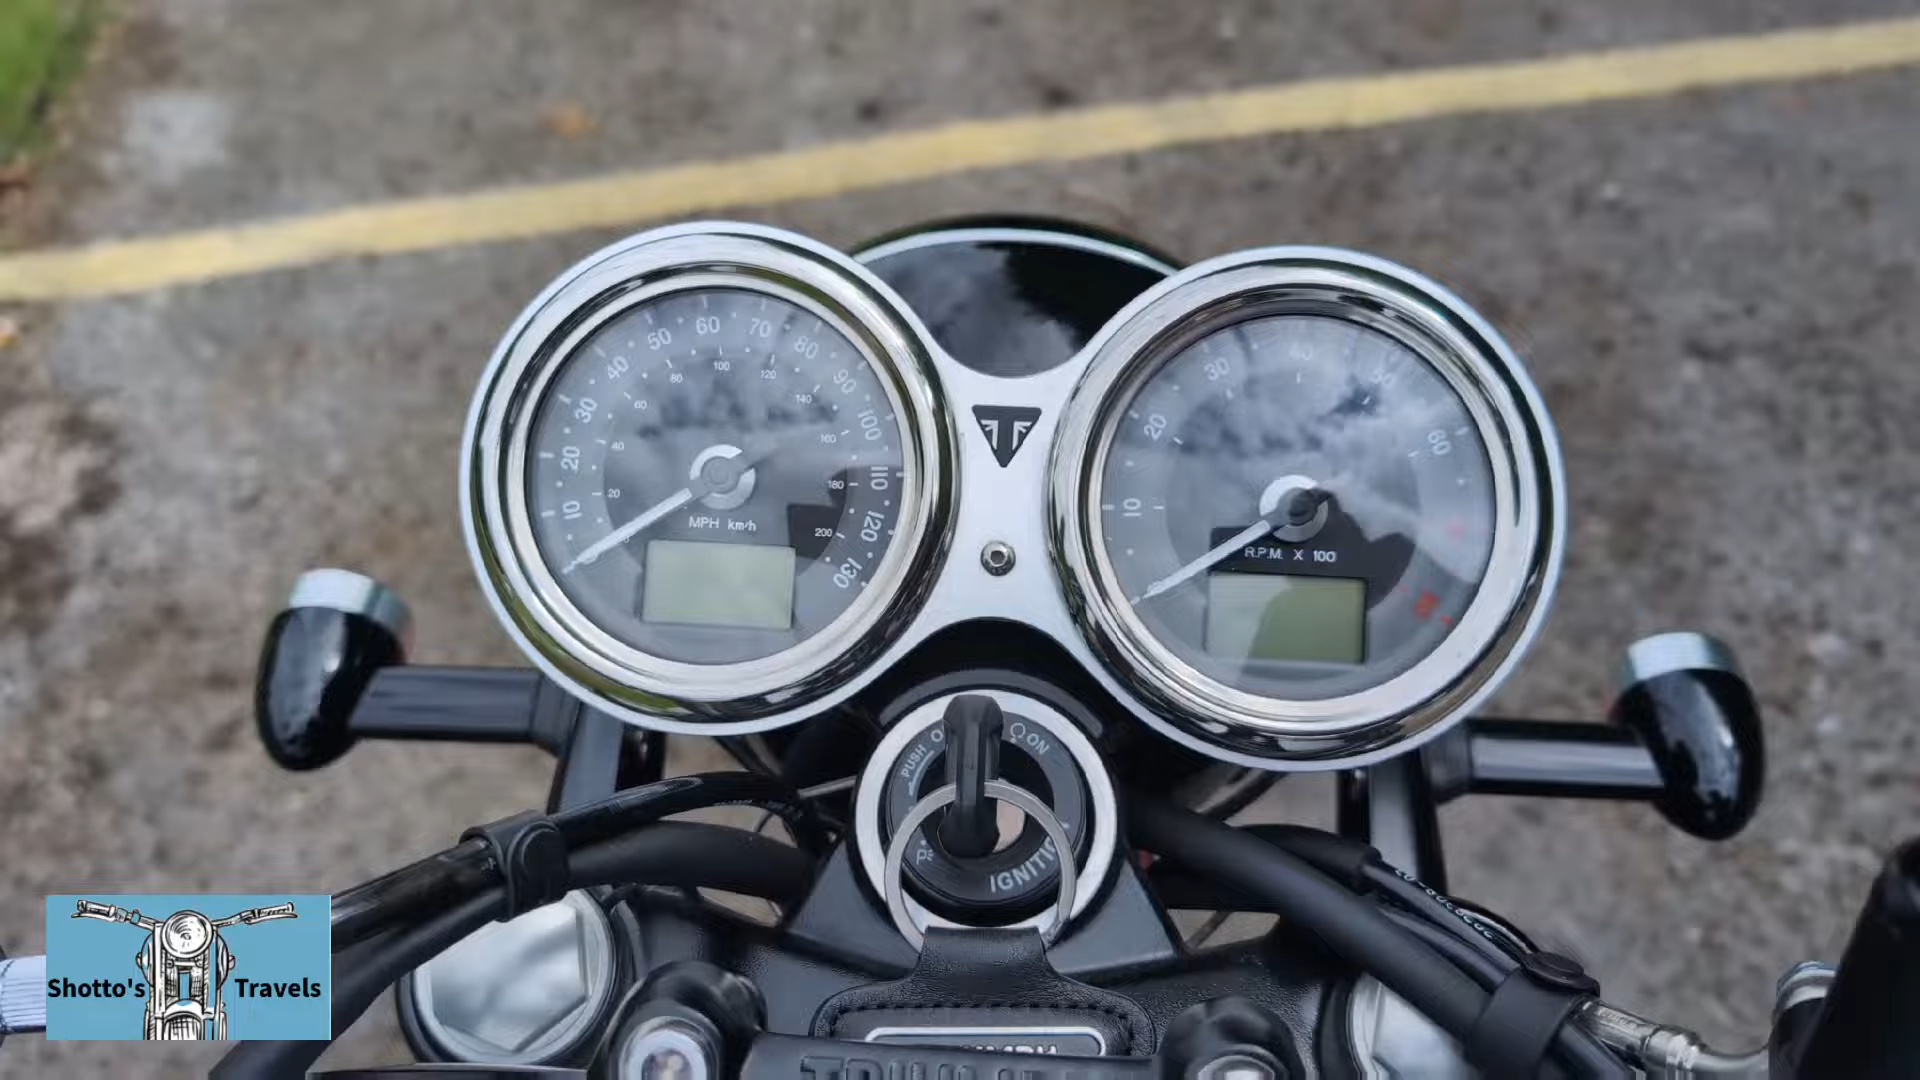 10 20 30 40 50 60 70 80 90 100 110 120 130
20 40 60 80 100 120 140 160 180 200
MPH km/h
10 20 30 40 50 60
R.P.M. X 100
PUSH
ON
IGNITIO
Shotto's Travels